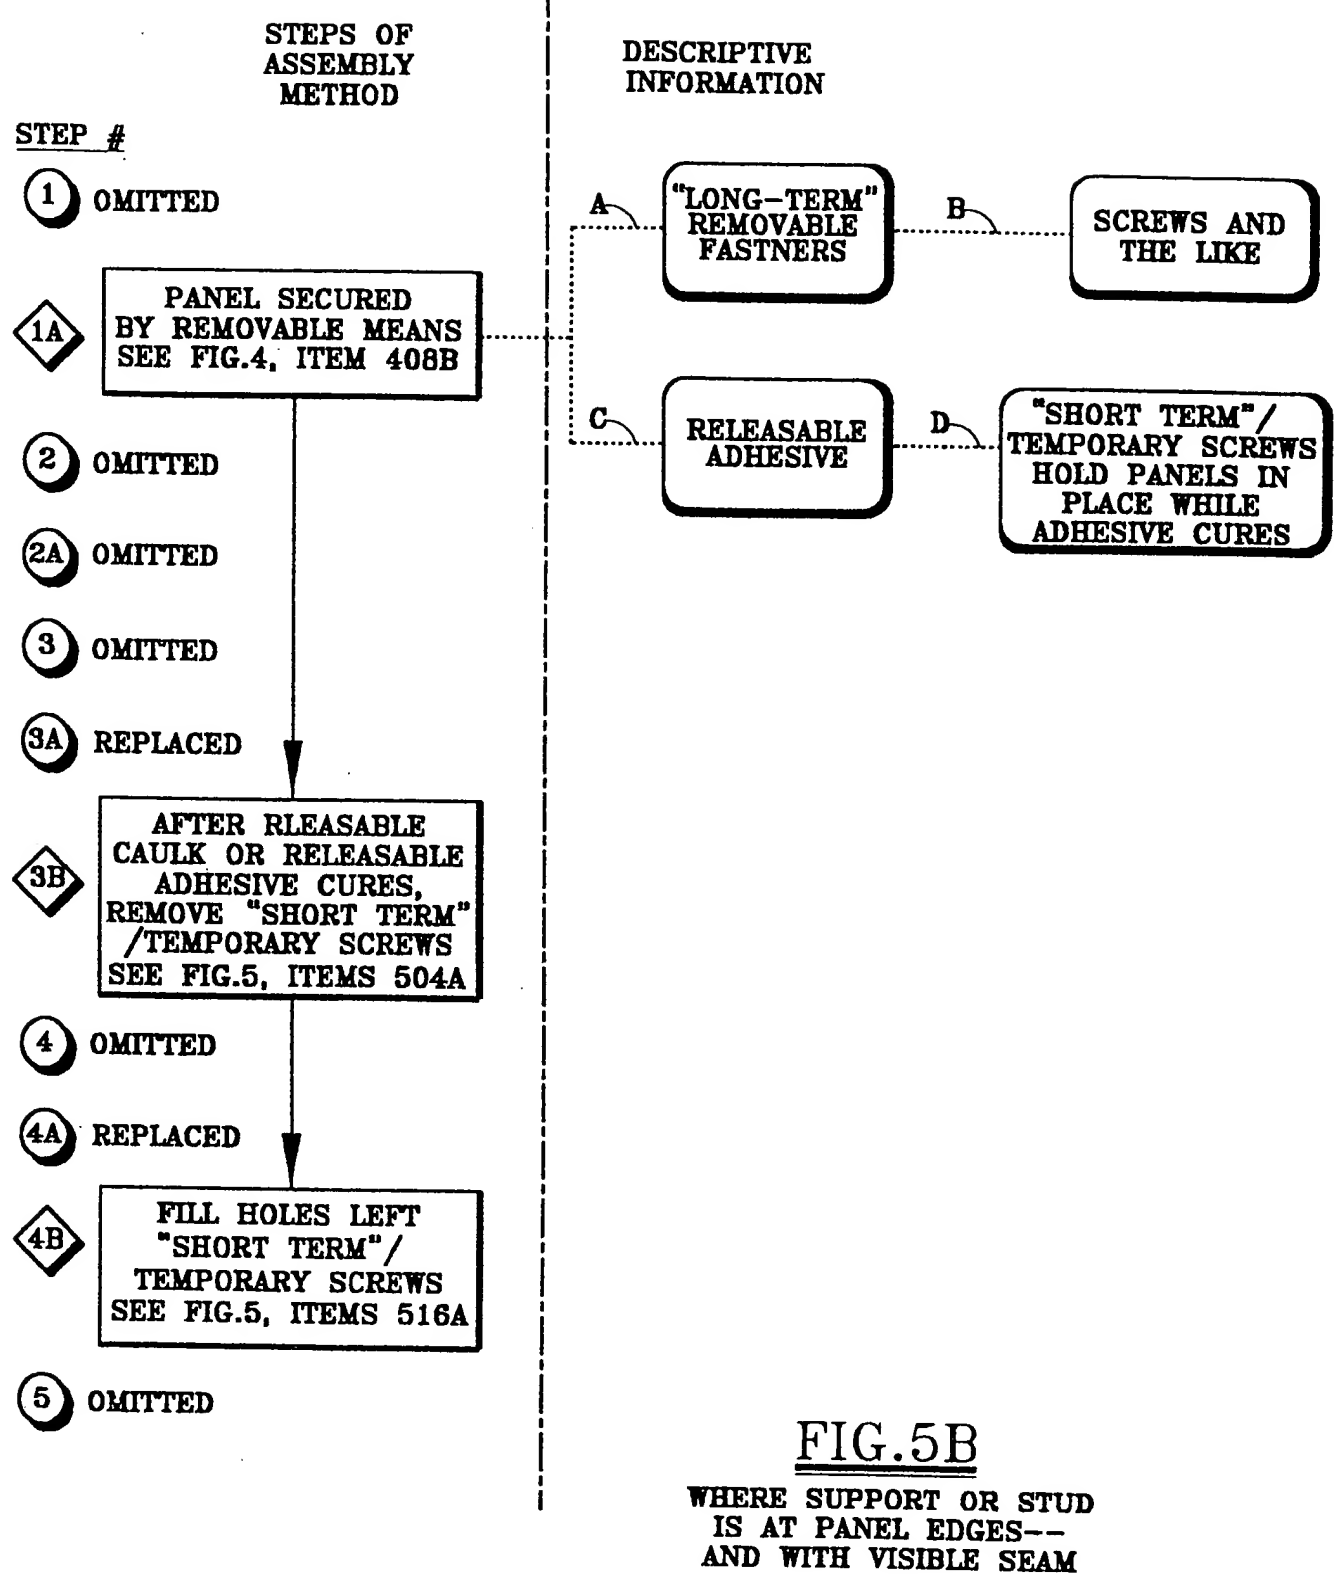 STEPS OF
ASSEMBLY
METHOD
DESCRIPTIVE
INFORMATION
STEP #
1 OMITTED
1A
PANEL SECURED
BY REMOVABLE MEANS
SEE FIG.4, ITEM 408B
A
"LONG-TERM"
REMOVABLE
FASTNERS
B
SCREWS AND
THE LIKE
C
RELEASABLE
ADHESIVE
D
"SHORT TERM"/
TEMPORARY SCREWS
HOLD PANELS IN
PLACE WHILE
ADHESIVE CURES
2 OMITTED
2A OMITTED
3 OMITTED
3A REPLACED
3B
AFTER RLEASABLE
CAULK OR RELEASABLE
ADHESIVE CURES,
REMOVE "SHORT TERM"
/TEMPORARY SCREWS
SEE FIG.5, ITEMS 504A
4 OMITTED
4A REPLACED
4B
FILL HOLES LEFT
"SHORT TERM"/
TEMPORARY SCREWS
SEE FIG.5, ITEMS 516A
5 OMITTED
FIG.5B
WHERE SUPPORT OR STUD
IS AT PANEL EDGES--
AND WITH VISIBLE SEAM